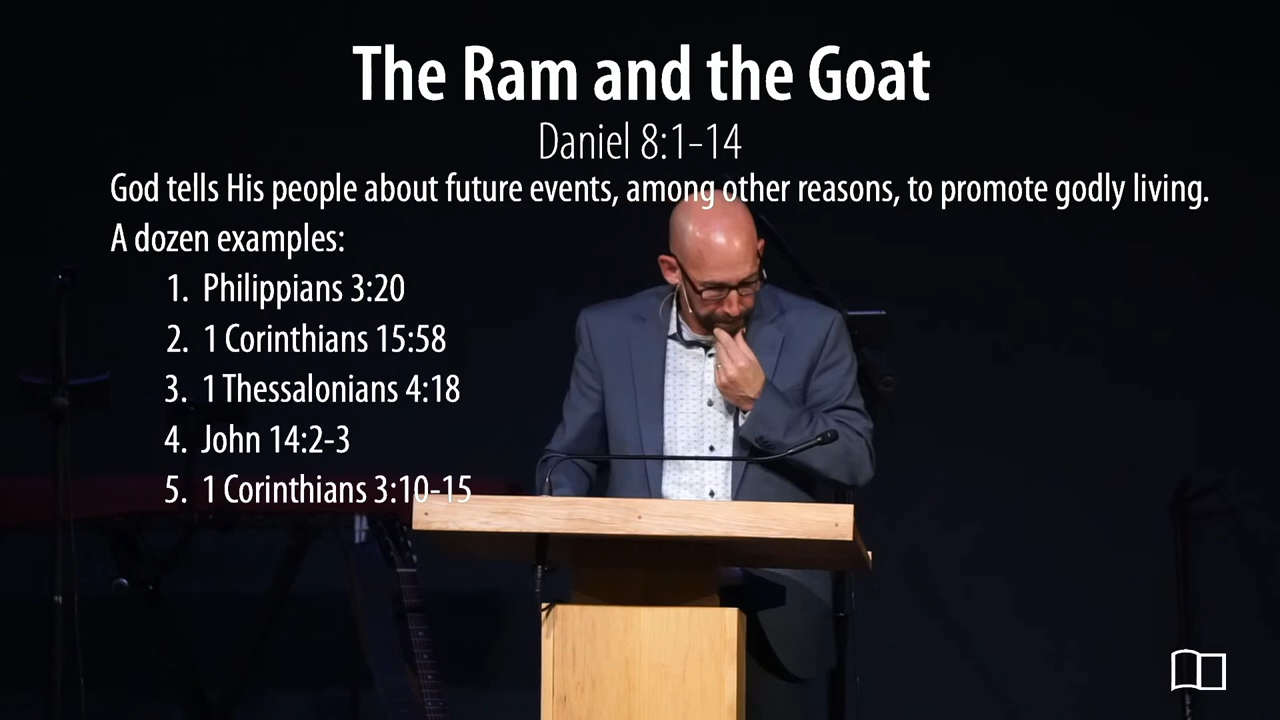 The Ram and the Goat
Daniel 8:1-14
God tells His people about future events, among other reasons, to promote godly living.
A dozen examples:
1. Philippians 3:20
2. 1 Corinthians 15:58
3. 1 Thessalonians 4:18
4. John 14:2-3
5. 1 Corinthians 3:10-15